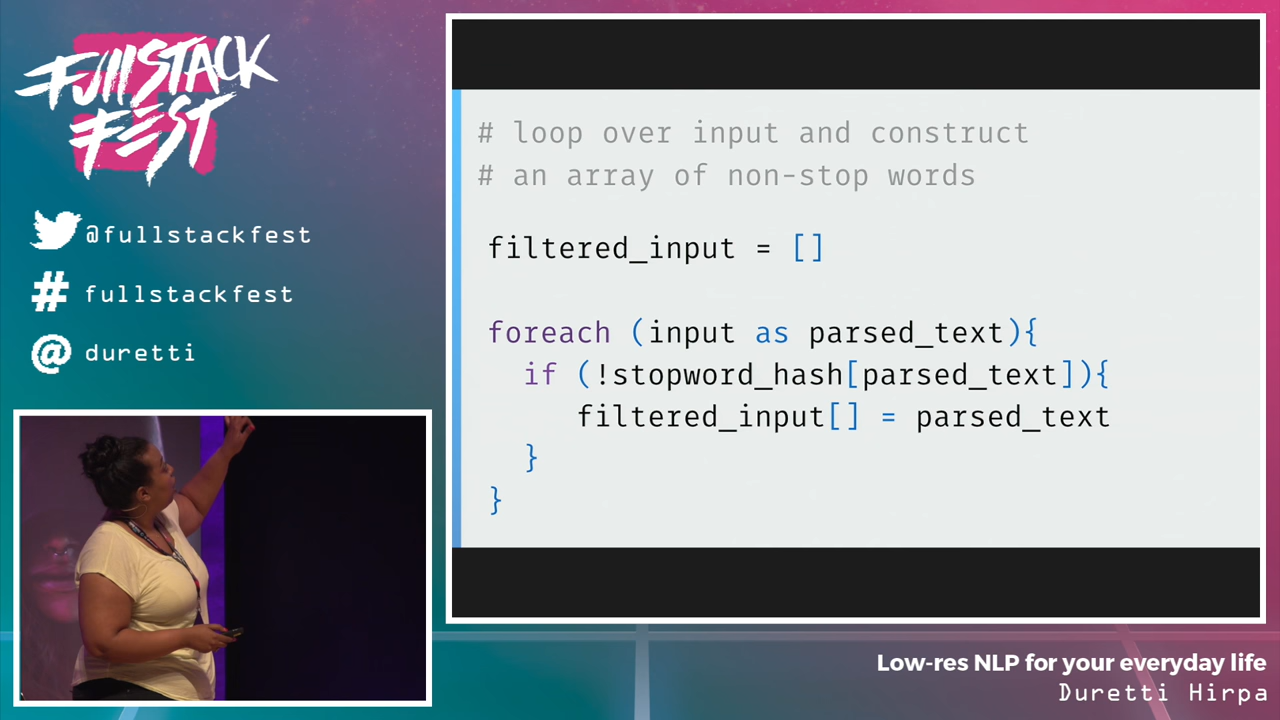 FullSTACK
FEST
@fullstackfest
# fullstackfest
@ duretti
# loop over input and construct
# an array of non-stop words
filtered_input = []
foreach (input as parsed_text){
if (!stopword_hash[parsed_text]){
filtered_input[] = parsed_text
}
}
Low-res NLP for your everyday life
Duretti Hirpa